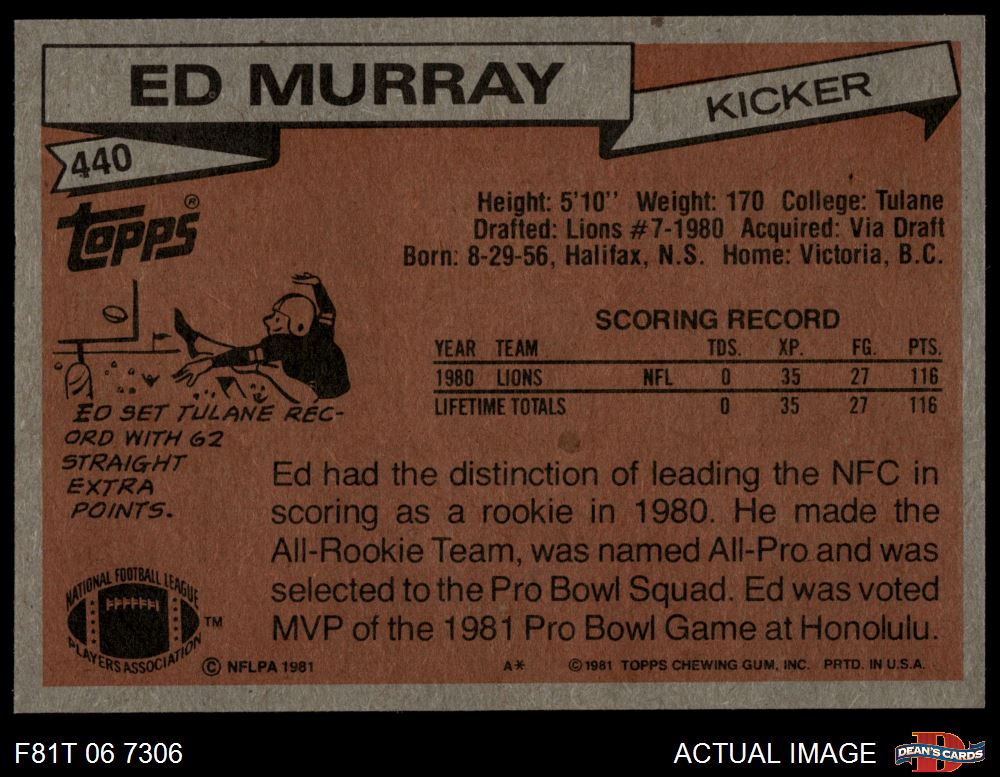 ED MURRAY
KICKER
440
topps®
Height: 5'10'' Weight: 170 College: Tulane
Drafted: Lions #7-1980 Acquired: Via Draft
Born: 8-29-56, Halifax, N.S. Home: Victoria, B.C.
SCORING RECORD
YEAR TEAM TDS. XP. FG. PTS.
1980 LIONS NFL 0 35 27 116
LIFETIME TOTALS 0 35 27 116
ED SET TULANE REC-
ORD WITH 62
STRAIGHT
EXTRA
POINTS.
Ed had the distinction of leading the NFC in
scoring as a rookie in 1980. He made the
All-Rookie Team, was named All-Pro and was
selected to the Pro Bowl Squad. Ed was voted
MVP of the 1981 Pro Bowl Game at Honolulu.
NATIONAL FOOTBALL LEAGUE
PLAYERS ASSOCIATION
TM
© NFLPA 1981
A* © 1981 TOPPS CHEWING GUM, INC. PRTD. IN U.S.A.
F81T 06 7306
ACTUAL IMAGE
D
DEAN'S CARDS